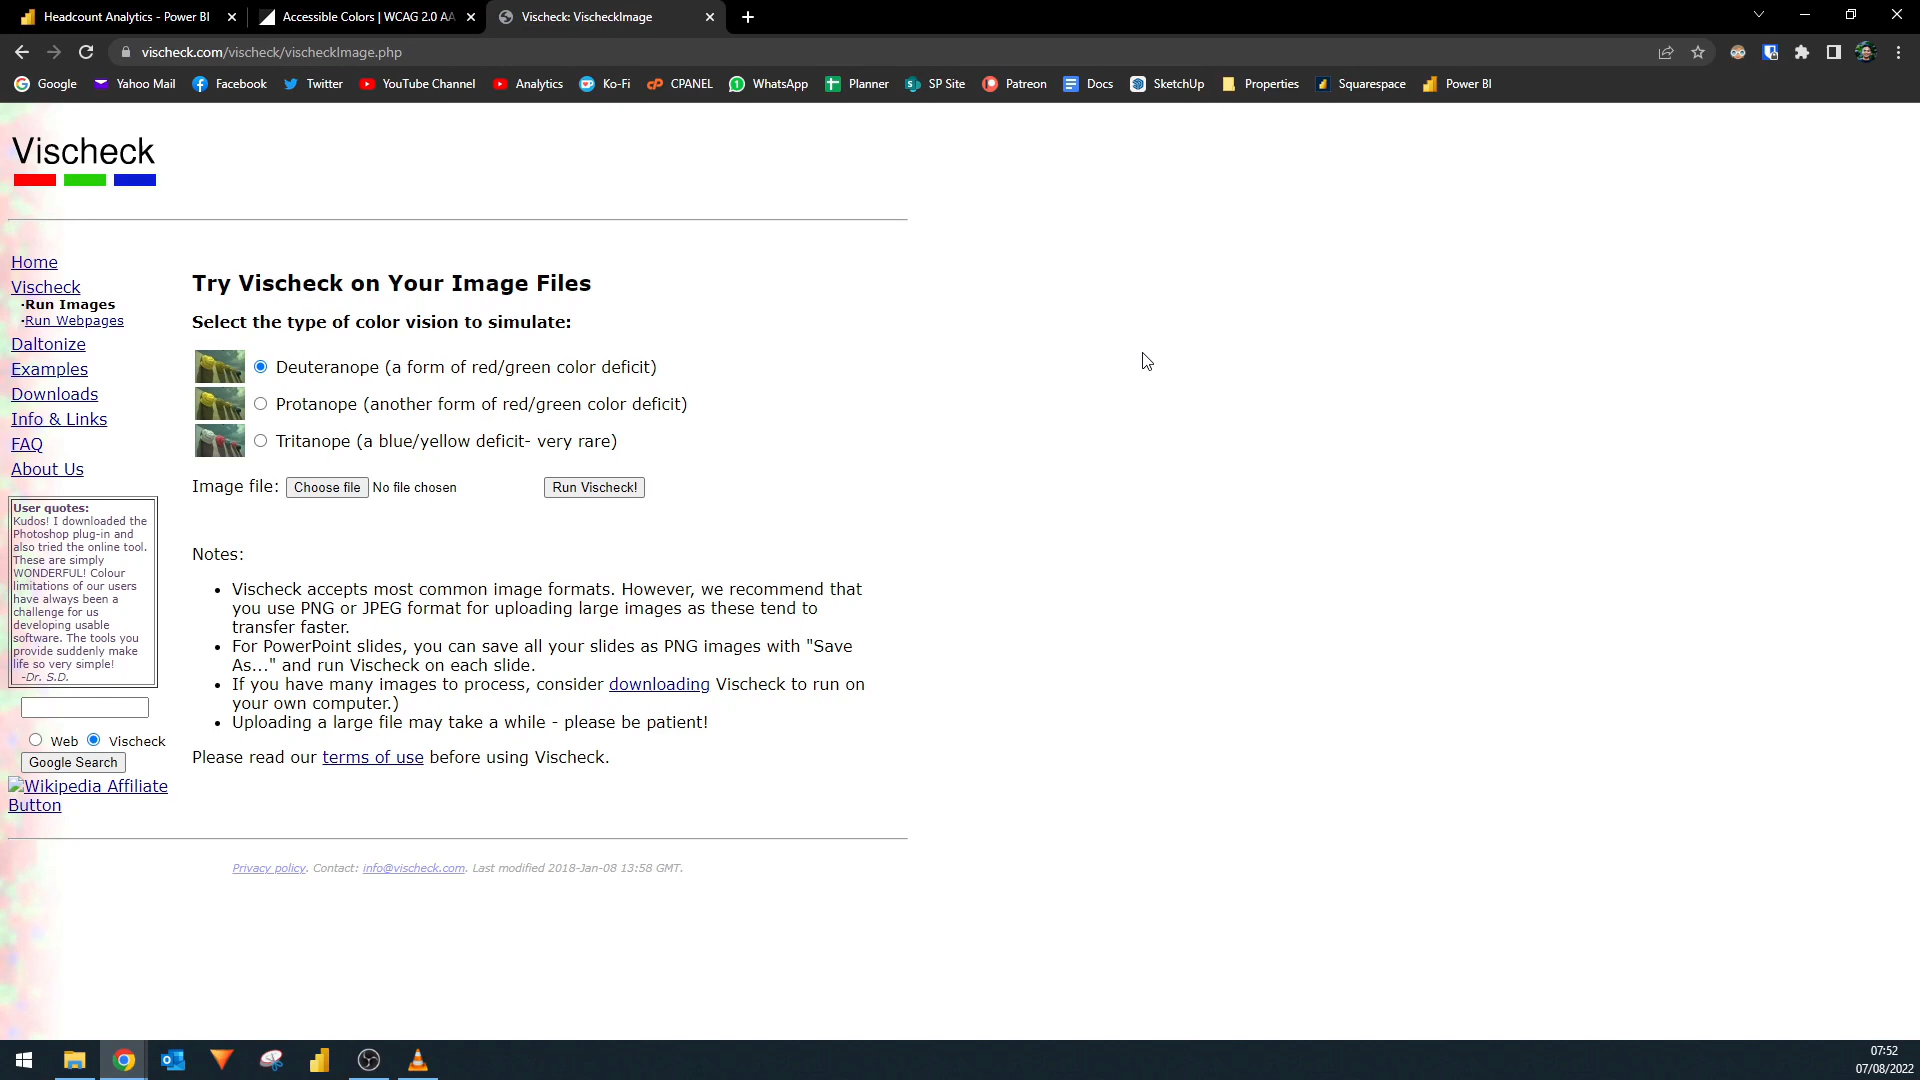 Headcount Analytics - Power BI
Accessible Colors | WCAG 2.0 AA
Vischeck: VischeckImage
vischeck.com/vischeck/vischeckImage.php
Google
Yahoo Mail
Facebook
Twitter
YouTube Channel
Analytics
Ko-Fi
CPANEL
WhatsApp
Planner
SP Site
Patreon
Docs
SketchUp
Properties
Squarespace
Power BI
Vischeck
Home
Vischeck
·Run Images
·Run Webpages
Daltonize
Examples
Downloads
Info & Links
FAQ
About Us
User quotes:
Kudos! I downloaded the
Photoshop plug-in and
also tried the online tool.
These are simply
WONDERFUL! Colour
limitations of our users
have always been a
challenge for us
developing usable
software. The tools you
provide suddenly make
life so very simple!
-Dr. S.D.
Web Vischeck
Google Search
Wikipedia Affiliate
Button
Try Vischeck on Your Image Files
Select the type of color vision to simulate:
Deuteranope (a form of red/green color deficit)
Protanope (another form of red/green color deficit)
Tritanope (a blue/yellow deficit- very rare)
Image file: Choose file No file chosen Run Vischeck!
Notes:
• Vischeck accepts most common image formats. However, we recommend that
you use PNG or JPEG format for uploading large images as these tend to
transfer faster.
• For PowerPoint slides, you can save all your slides as PNG images with "Save
As..." and run Vischeck on each slide.
• If you have many images to process, consider downloading Vischeck to run on
your own computer.)
• Uploading a large file may take a while - please be patient!
Please read our terms of use before using Vischeck.
Privacy policy. Contact: info@vischeck.com. Last modified 2018-Jan-08 13:58 GMT.
07:52
07/08/2022